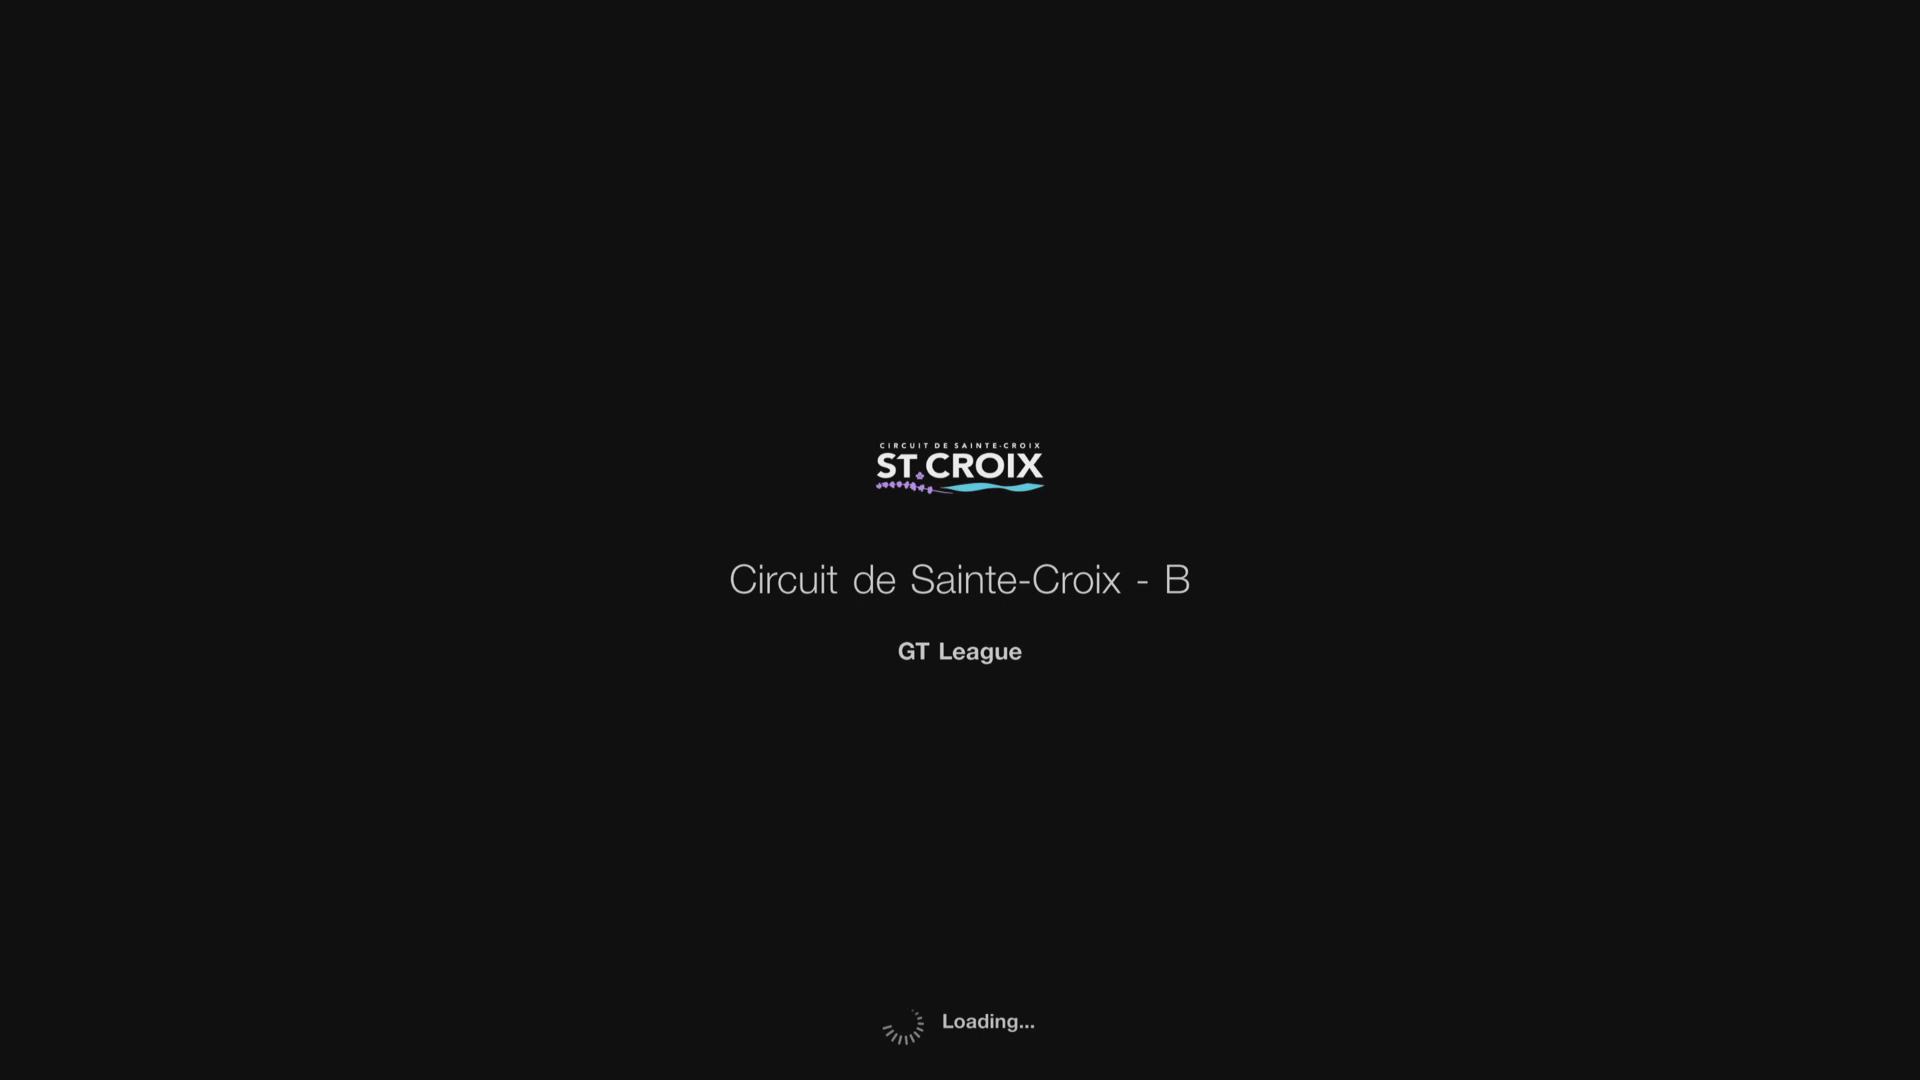 CIRCUIT DE SAINTE-CROIX
ST.CROIX
Circuit de Sainte-Croix - B
GT League
Loading...